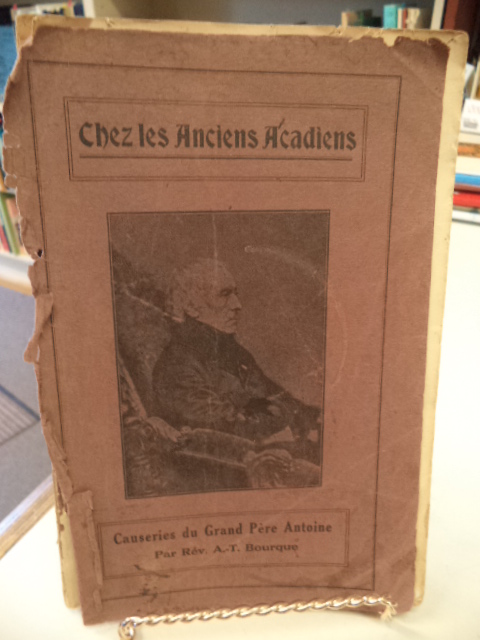 Chez les Anciens Acadiens
Causeries du Grand Père Antoine
Par Rév. A.-T. Bourque